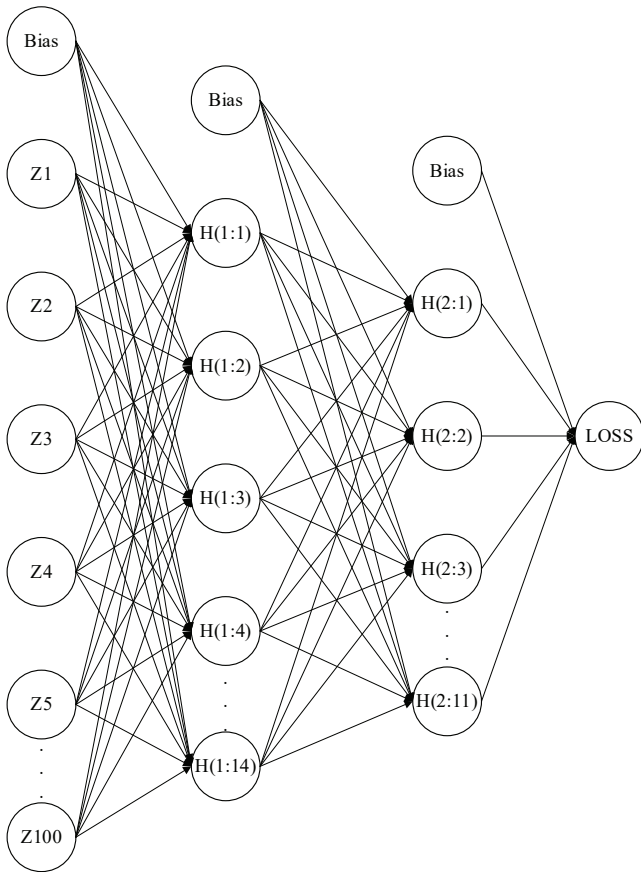 Bias
Z1
Z2
Z3
Z4
Z5
Z100
Bias
H(1:1)
H(1:2)
H(1:3)
H(1:4)
H(1:14)
Bias
H(2:1)
H(2:2)
H(2:3)
H(2:11)
LOSS